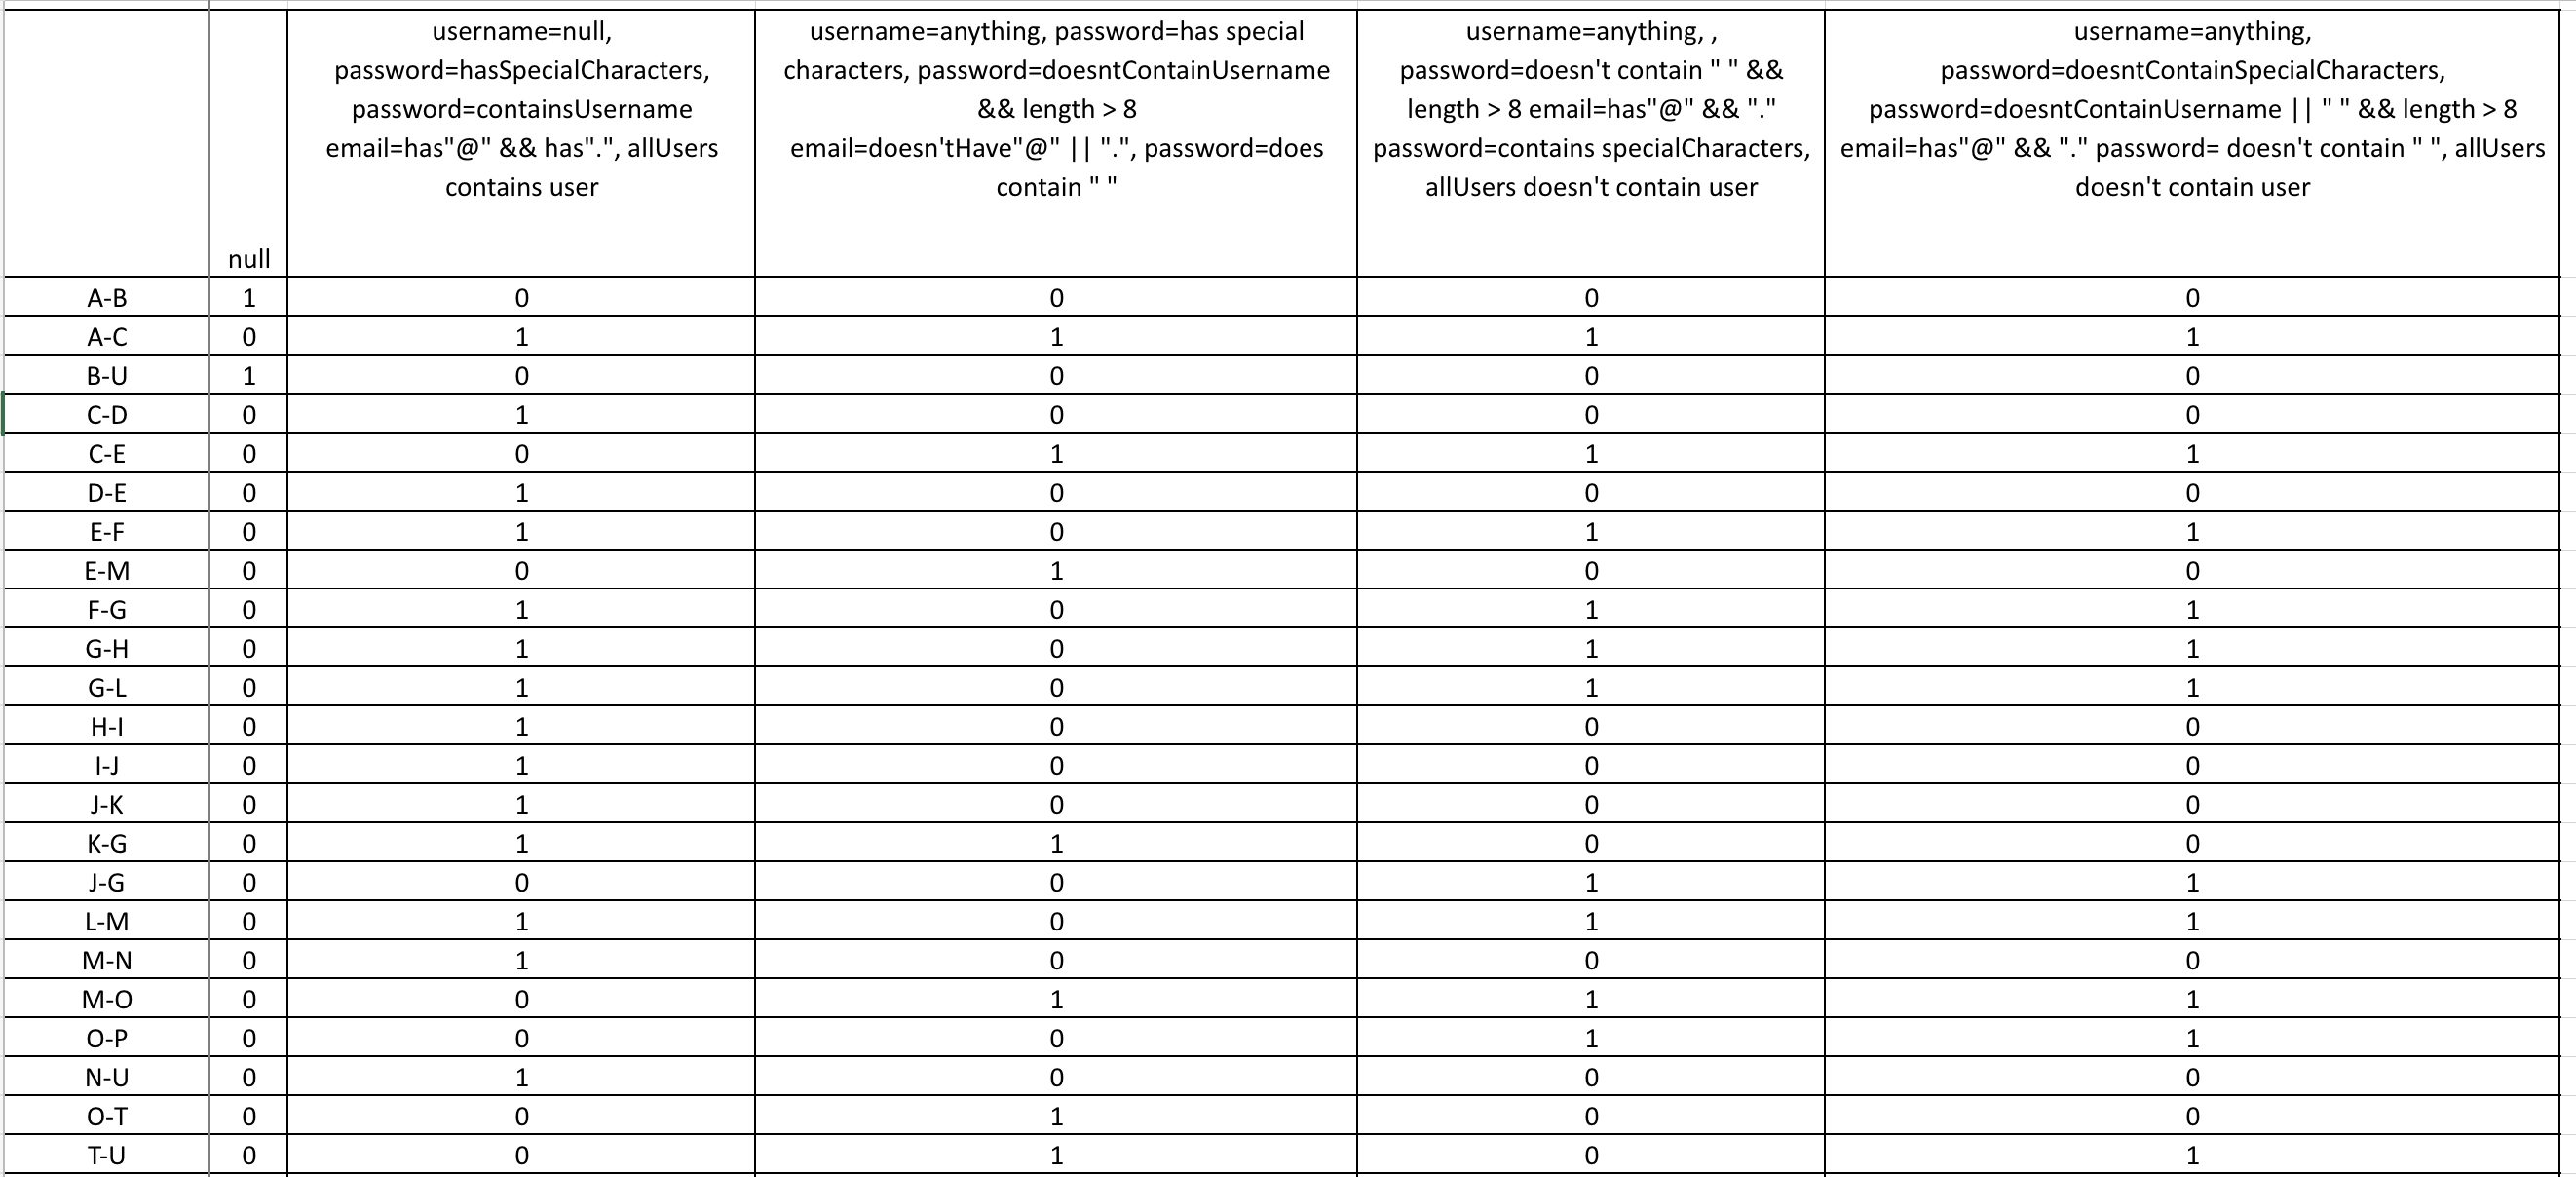 username=null,
password=hasSpecialCharacters,
password=containsUsername
email=has"@" && has".", allUsers
contains user
username=anything, password=has special
characters, password=doesntContainUsername
&& length > 8
email=doesn'tHave"@" || ".", password=does
contain " "
username=anything, ,
password=doesn't contain " " &&
length > 8 email=has"@" && "."
password=contains specialCharacters,
allUsers doesn't contain user
username=anything,
password=doesntContainSpecialCharacters,
password=doesntContainUsername || " " && length > 8
email=has"@" && "." password= doesn't contain " ", allUsers
doesn't contain user
null
A-B 1 0 0 0 0
A-C 0 1 1 1 1
B-U 1 0 0 0 0
C-D 0 1 0 0 0
C-E 0 0 1 1 1
D-E 0 1 0 0 0
E-F 0 1 0 1 1
E-M 0 0 1 0 0
F-G 0 1 0 1 1
G-H 0 1 0 1 1
G-L 0 1 0 1 1
H-I 0 1 0 0 0
I-J 0 1 0 0 0
J-K 0 1 0 0 0
K-G 0 1 1 0 0
J-G 0 0 0 1 1
L-M 0 1 0 1 1
M-N 0 1 0 0 0
M-O 0 0 1 1 1
O-P 0 0 0 1 1
N-U 0 1 0 0 0
O-T 0 0 1 0 0
T-U 0 0 1 0 1